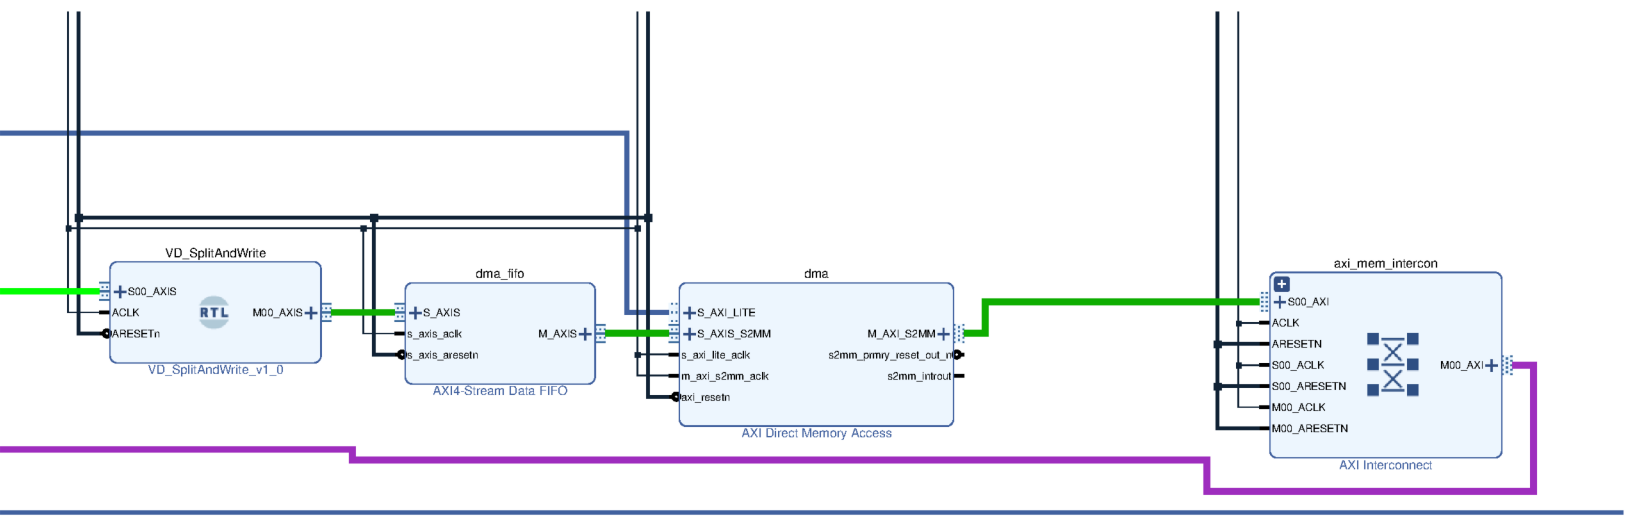 VD_SplitAndWrite
S00_AXIS
ACLK
ARESETn
RTL
M00_AXIS
VD_SplitAndWrite_v1_0
dma_fifo
S_AXIS
s_axis_aclk
s_axis_aresetn
M_AXIS
AXI4-Stream Data FIFO
dma
S_AXI_LITE
S_AXIS_S2MM
s_axi_lite_aclk
m_axi_s2mm_aclk
axi_resetn
M_AXI_S2MM
s2mm_prmry_reset_out_n
s2mm_introut
AXI Direct Memory Access
axi_mem_intercon
S00_AXI
ACLK
ARESETN
S00_ACLK
S00_ARESETN
M00_ACLK
M00_ARESETN
M00_AXI
AXI Interconnect